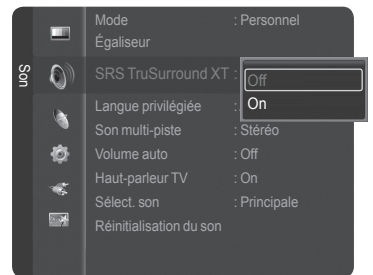 Son
Mode : Personnel
Égaliseur
SRS TruSurround XT : Off
On
Langue privilégiée :
Son multi-piste : Stéréo
Volume auto : Off
Haut-parleur TV : On
Sélect. son : Principale
Réinitialisation du son